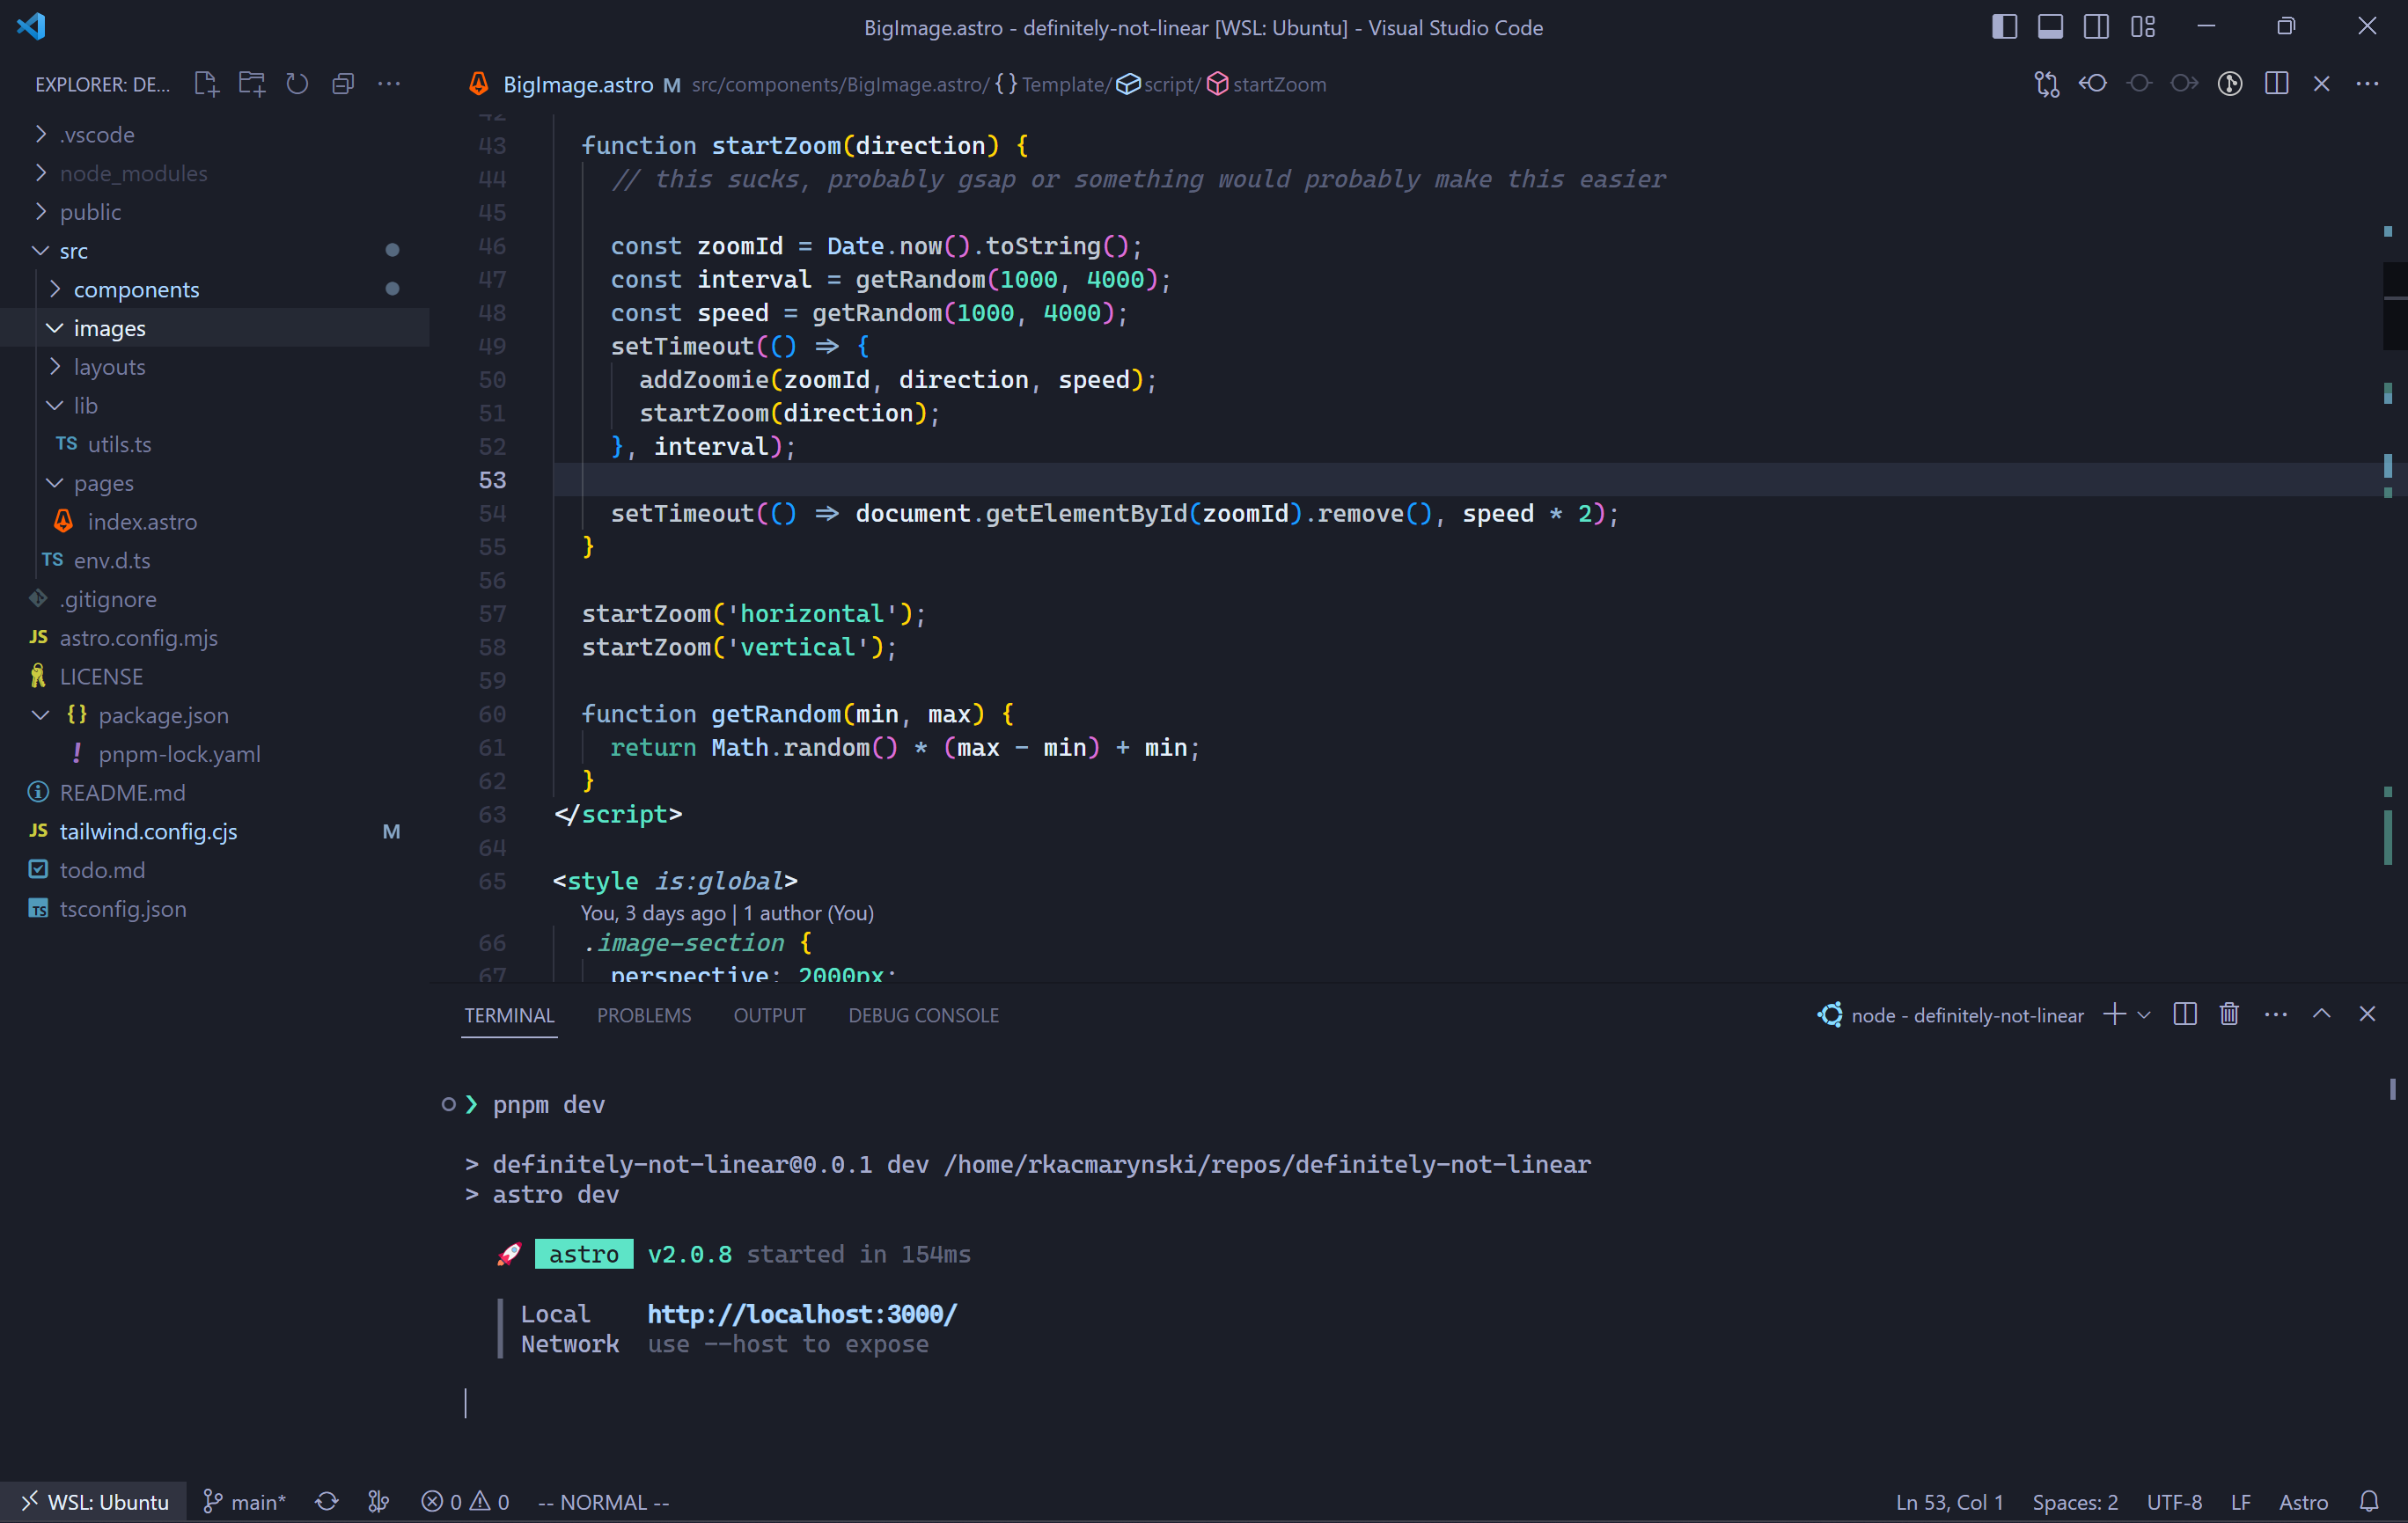 BigImage.astro - definitely-not-linear [WSL: Ubuntu] - Visual Studio Code
EXPLORER: DE...
BigImage.astro M src/components/BigImage.astro/ {} Template/ script/ startZoom
.vscode
node_modules
public
src
components
images
layouts
lib
TS utils.ts
pages
index.astro
TS env.d.ts
.gitignore
JS astro.config.mjs
LICENSE
{} package.json
! pnpm-lock.yaml
README.md
JS tailwind.config.cjs M
todo.md
TS tsconfig.json
42
43 function startZoom(direction) {
44 // this sucks, probably gsap or something would probably make this easier
45
46 const zoomId = Date.now().toString();
47 const interval = getRandom(1000, 4000);
48 const speed = getRandom(1000, 4000);
49 setTimeout(() => {
50 addZoomie(zoomId, direction, speed);
51 startZoom(direction);
52 }, interval);
53
54 setTimeout(() => document.getElementById(zoomId).remove(), speed * 2);
55 }
56
57 startZoom('horizontal');
58 startZoom('vertical');
59
60 function getRandom(min, max) {
61 return Math.random() * (max - min) + min;
62 }
63 </script>
64
65 <style is:global>
You, 3 days ago | 1 author (You)
66 .image-section {
67 perspective: 2000px;
TERMINAL PROBLEMS OUTPUT DEBUG CONSOLE
node - definitely-not-linear
❯ pnpm dev
> definitely-not-linear@0.0.1 dev /home/rkacmarynski/repos/definitely-not-linear
> astro dev
🚀 astro v2.0.8 started in 154ms
Local http://localhost:3000/
Network use --host to expose
WSL: Ubuntu main* 0 0 -- NORMAL --
Ln 53, Col 1 Spaces: 2 UTF-8 LF Astro